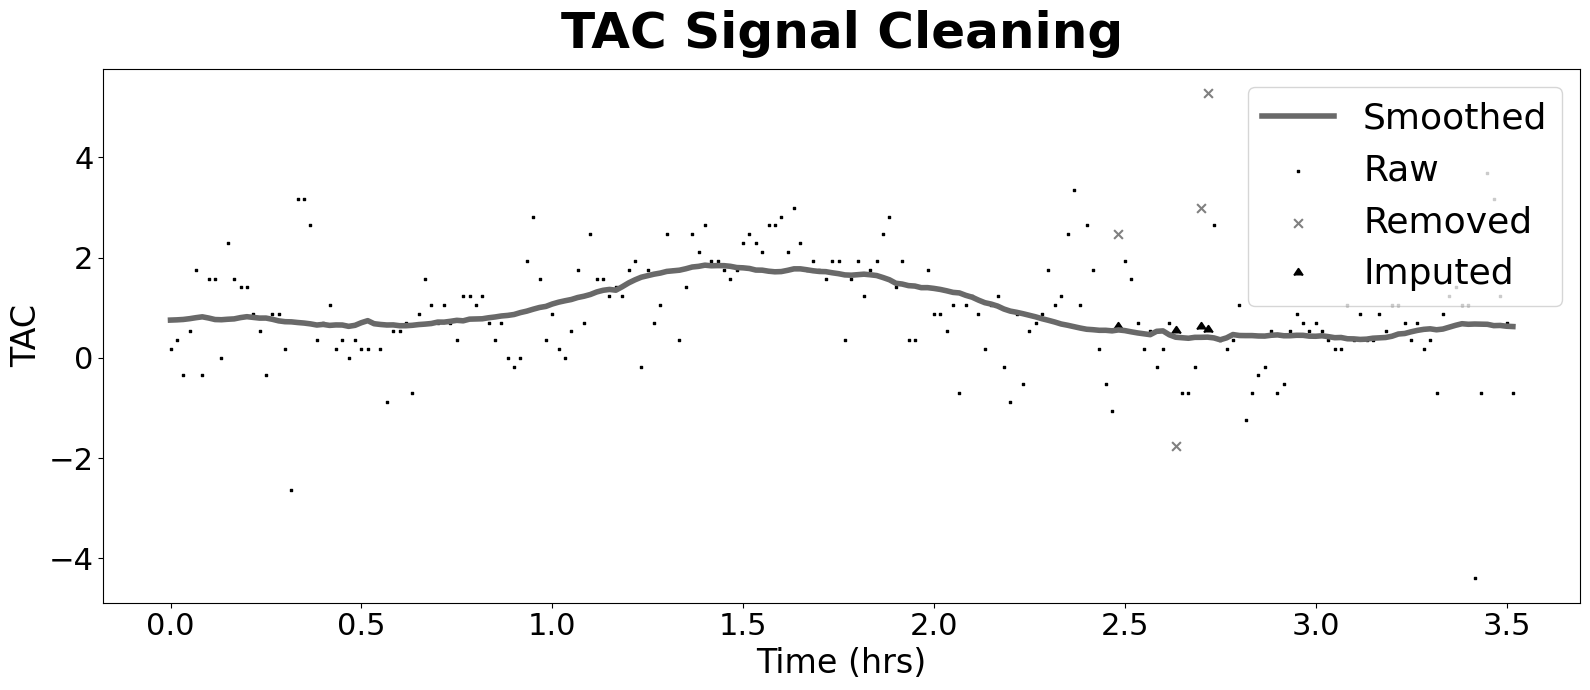 TAC Signal Cleaning
Smoothed
Raw
Removed
Imputed
TAC
4
2
0
−2
−4
0.0 0.5 1.0 1.5 2.0 2.5 3.0 3.5
Time (hrs)